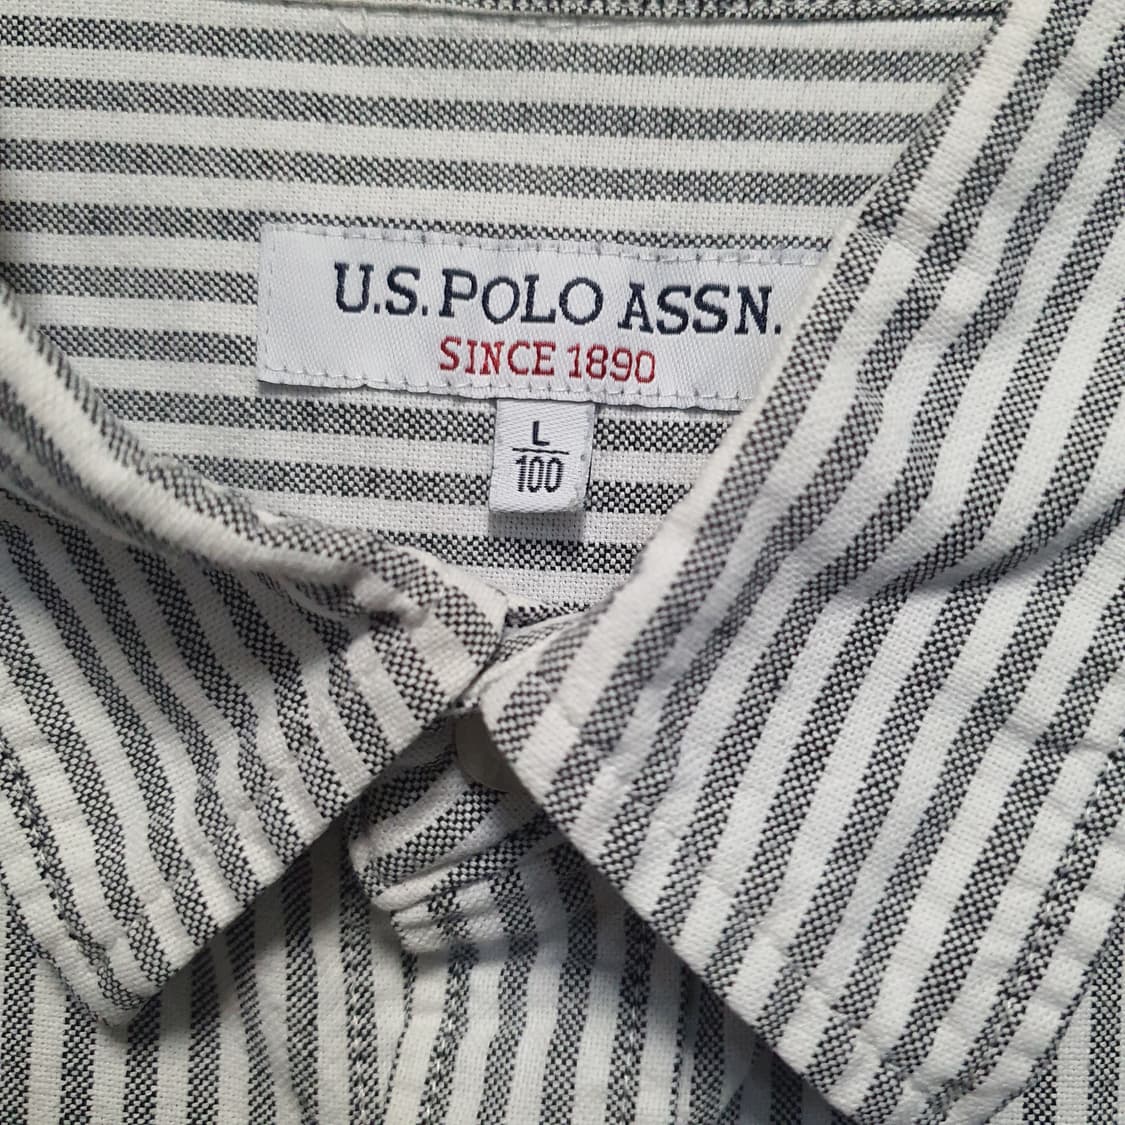 U.S. POLO ASSN.
SINCE 1890
L
100